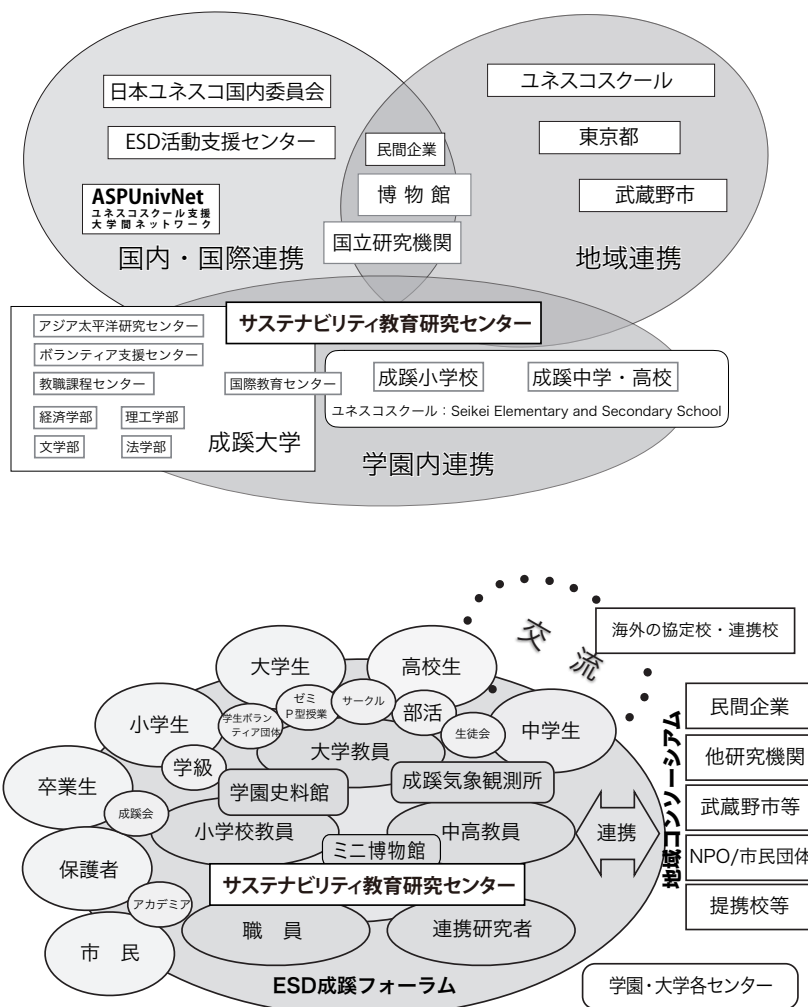 日本ユネスコ国内委員会
ESD活動支援センター
ASPUnivNet
ユネスコスクール支援
大学間ネットワーク
国内・国際連携
民間企業
博物館
国立研究機関
ユネスコスクール
東京都
武蔵野市
地域連携
サステナビリティ教育研究センター
アジア太平洋研究センター
ボランティア支援センター
教職課程センター
国際教育センター
経済学部
理工学部
文学部
法学部
成蹊大学
成蹊小学校
成蹊中学・高校
ユネスコスクール：Seikei Elementary and Secondary School
学園内連携
交流
海外の協定校・連携校
大学生
高校生
小学生
中学生
学生ボラン
ティア団体
ゼミ
P型授業
サークル
部活
生徒会
大学教員
学級
卒業生
成蹊会
学園史料館
成蹊気象観測所
小学校教員
中高教員
ミニ博物館
保護者
サステナビリティ教育研究センター
アカデミア
市 民
職 員
連携研究者
ESD成蹊フォーラム
連携
地域コンソーシアム
民間企業
他研究機関
武蔵野市等
NPO/市民団体
提携校等
学園・大学各センター